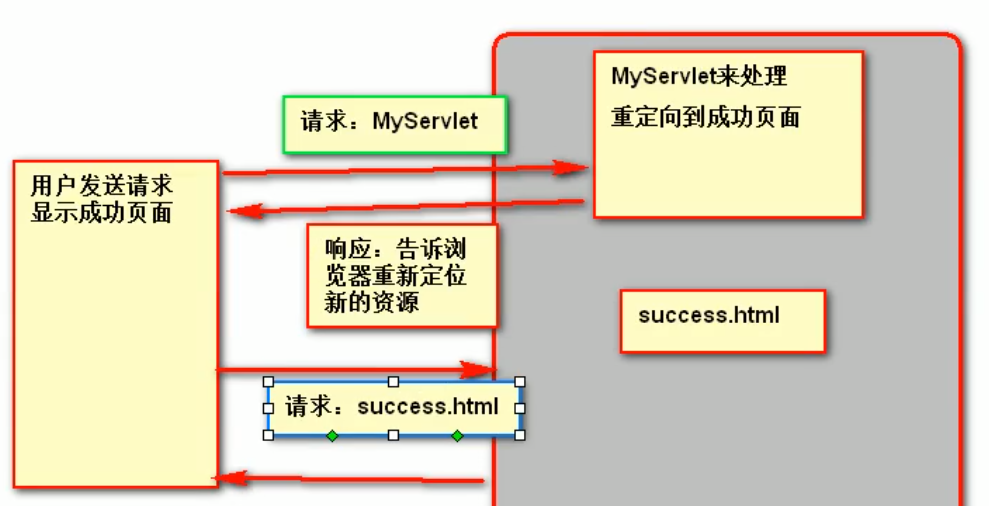 MyServlet来处理
重定向到成功页面
请求：MyServlet
用户发送请求
显示成功页面
响应：告诉浏
览器重新定位
新的资源
success.html
请求：success.html